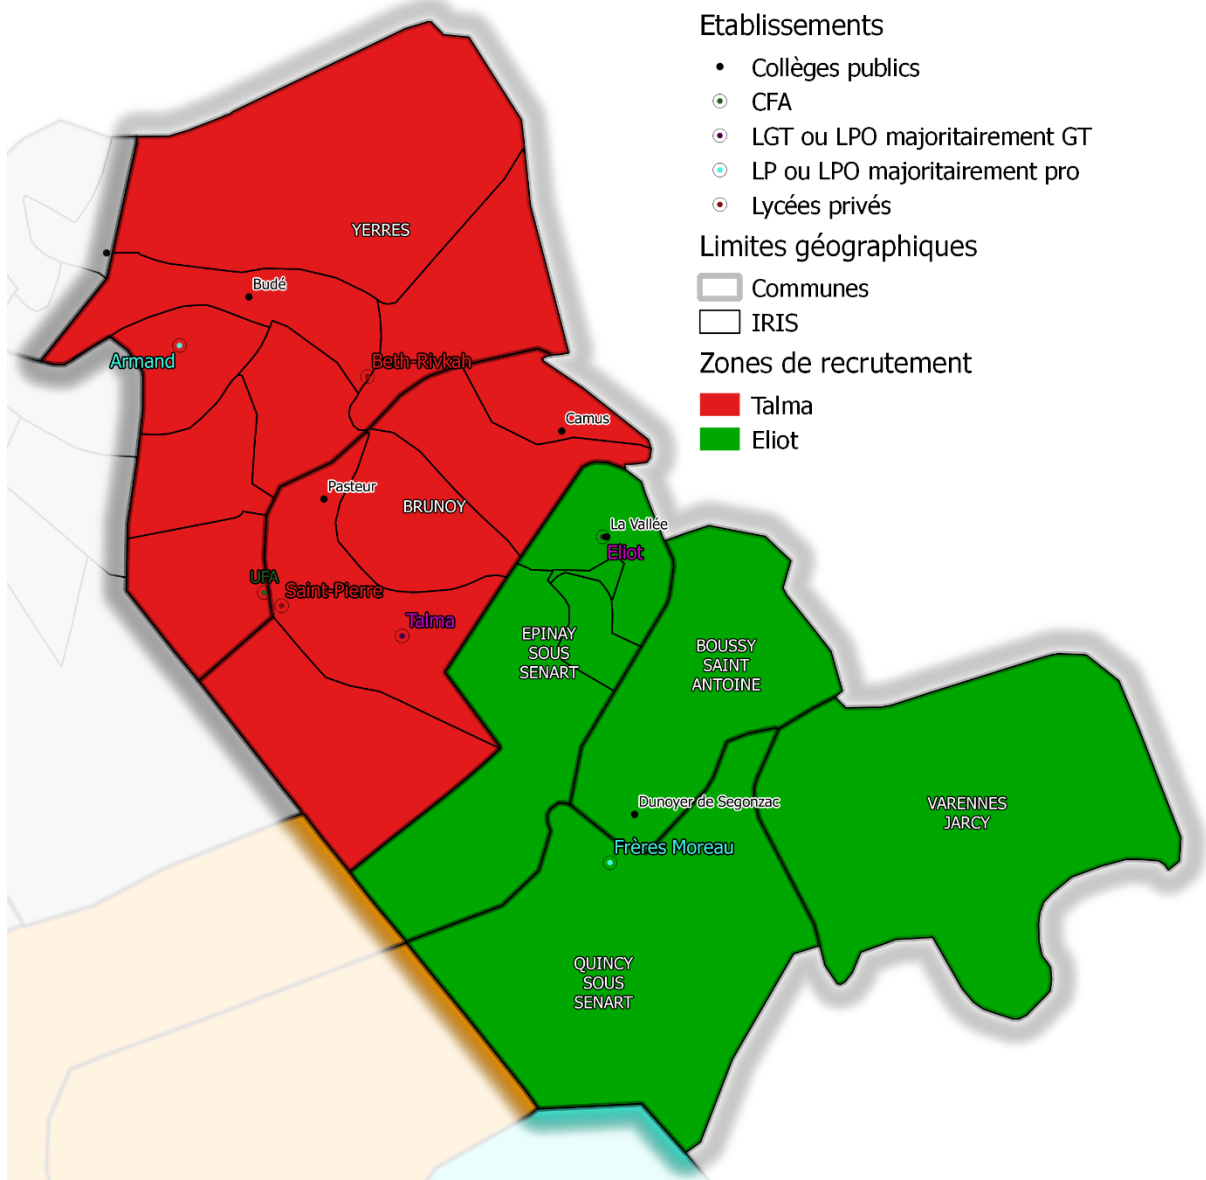 Etablissements
Collèges publics
CFA
LGT ou LPO majoritairement GT
LP ou LPO majoritairement pro
Lycées privés
Limites géographiques
Communes
IRIS
Zones de recrutement
Talma
Eliot
YERRES
Budé
Armand
Beth-Rivkah
Camus
Pasteur
BRUNOY
La Vallée
Eliot
UFA
Saint-Pierre
Talma
EPINAY
SOUS
SENART
BOUSSY
SAINT
ANTOINE
Dunoyer de Segonzac
VARENNES
JARCY
Frères Moreau
QUINCY
SOUS
SENART